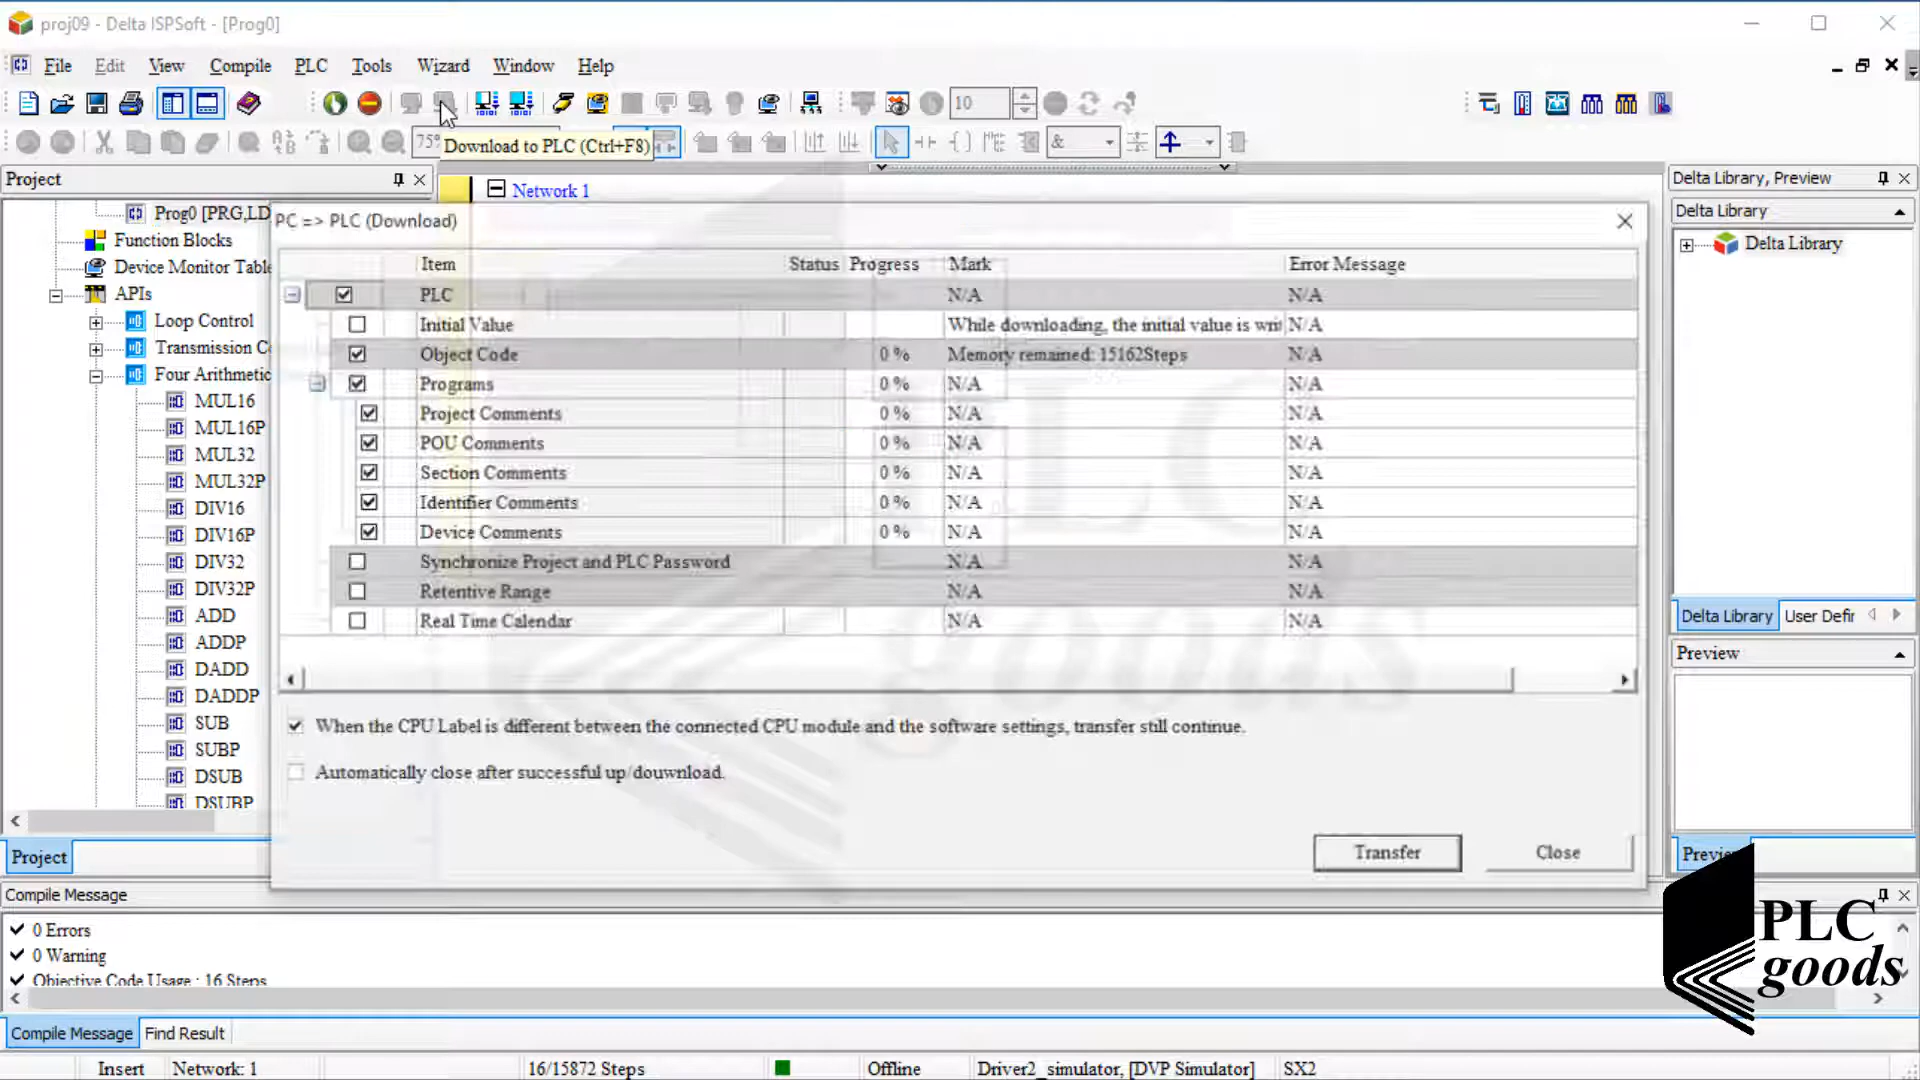 proj09 - Delta ISPSoft - [Prog0]
File Edit View Compile PLC Tools Wizard Window Help
10
75%
Download to PLC (Ctrl+F8)
&
Project
Network 1
Delta Library, Preview
Prog0 [PRG,LD
Function Blocks
Device Monitor Table
APIs
Loop Control
Transmission Co
Four Arithmetic
MUL16
MUL16P
MUL32
MUL32P
DIV16
DIV16P
DIV32
DIV32P
ADD
ADDP
DADD
DADDP
SUB
SUBP
DSUB
DSUBP
Project
PC => PLC (Download)
Item Status Progress Mark Error Message
PLC N/A N/A
Initial Value While downloading, the initial value is writ N/A
Object Code 0 % Memory remained: 15162Steps N/A
Programs 0 % N/A N/A
Project Comments 0 % N/A N/A
POU Comments 0 % N/A N/A
Section Comments 0 % N/A N/A
Identifier Comments 0 % N/A N/A
Device Comments 0 % N/A N/A
Synchronize Project and PLC Password N/A N/A
Retentive Range N/A N/A
Real Time Calendar N/A N/A
When the CPU Label is different between the connected CPU module and the software settings, transfer still continue.
Automatically close after successful up/douwnload.
Transfer Close
Delta Library
Delta Library
Delta Library User Defin
Preview
Preview
Compile Message
0 Errors
0 Warning
Objective Code Usage : 16 Steps
Compile Message Find Result
Insert Network: 1 16/15872 Steps Offline Driver2_simulator, [DVP Simulator] SX2
PLC
goods
PLC
goods